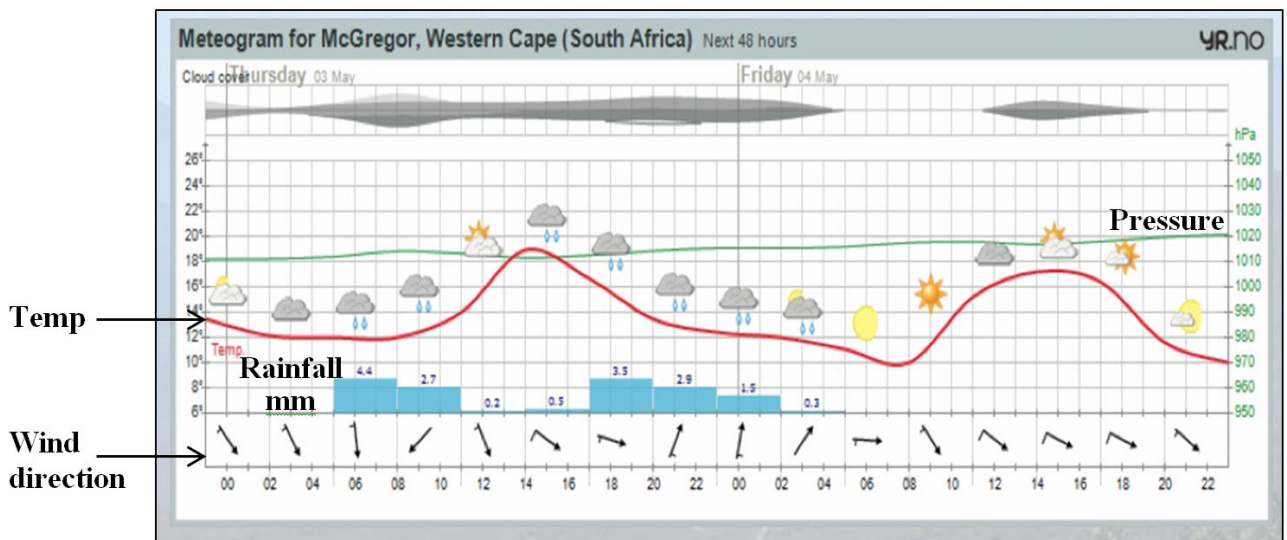 Meteogram for McGregor, Western Cape (South Africa) Next 48 hours
YR.NO
Cloud cover
Thursday 03 May
Friday 04 May
hPa
26° 1050
24° 1040
22° 1030
Pressure
20° 1020
18° 1010
16° 1000
Temp
14° 990
12° 980
Temp.
10° 970
Rainfall
mm
8° 960
6° 950
4.4 2.7 0.2 0.5 3.5 2.9 1.5 0.3
Wind
direction
00 02 04 06 08 10 12 14 16 18 20 22 00 02 04 06 08 10 12 14 16 18 20 22